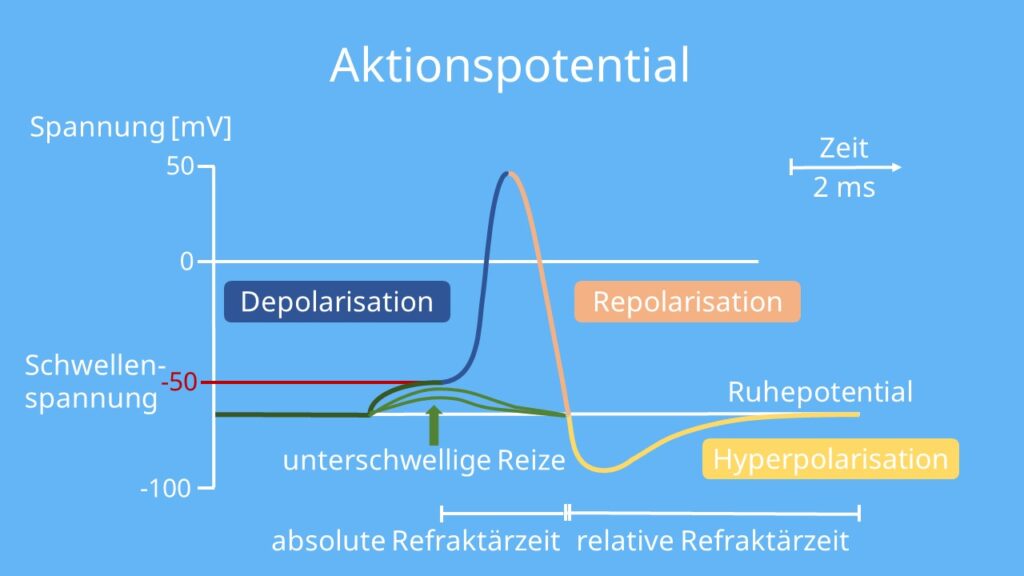 Aktionspotential
Spannung [mV]
50
Zeit
2 ms
0
Depolarisation
Repolarisation
Schwellen-
spannung
-50
Ruhepotential
unterschwellige Reize
Hyperpolarisation
-100
absolute Refraktärzeit
relative Refraktärzeit